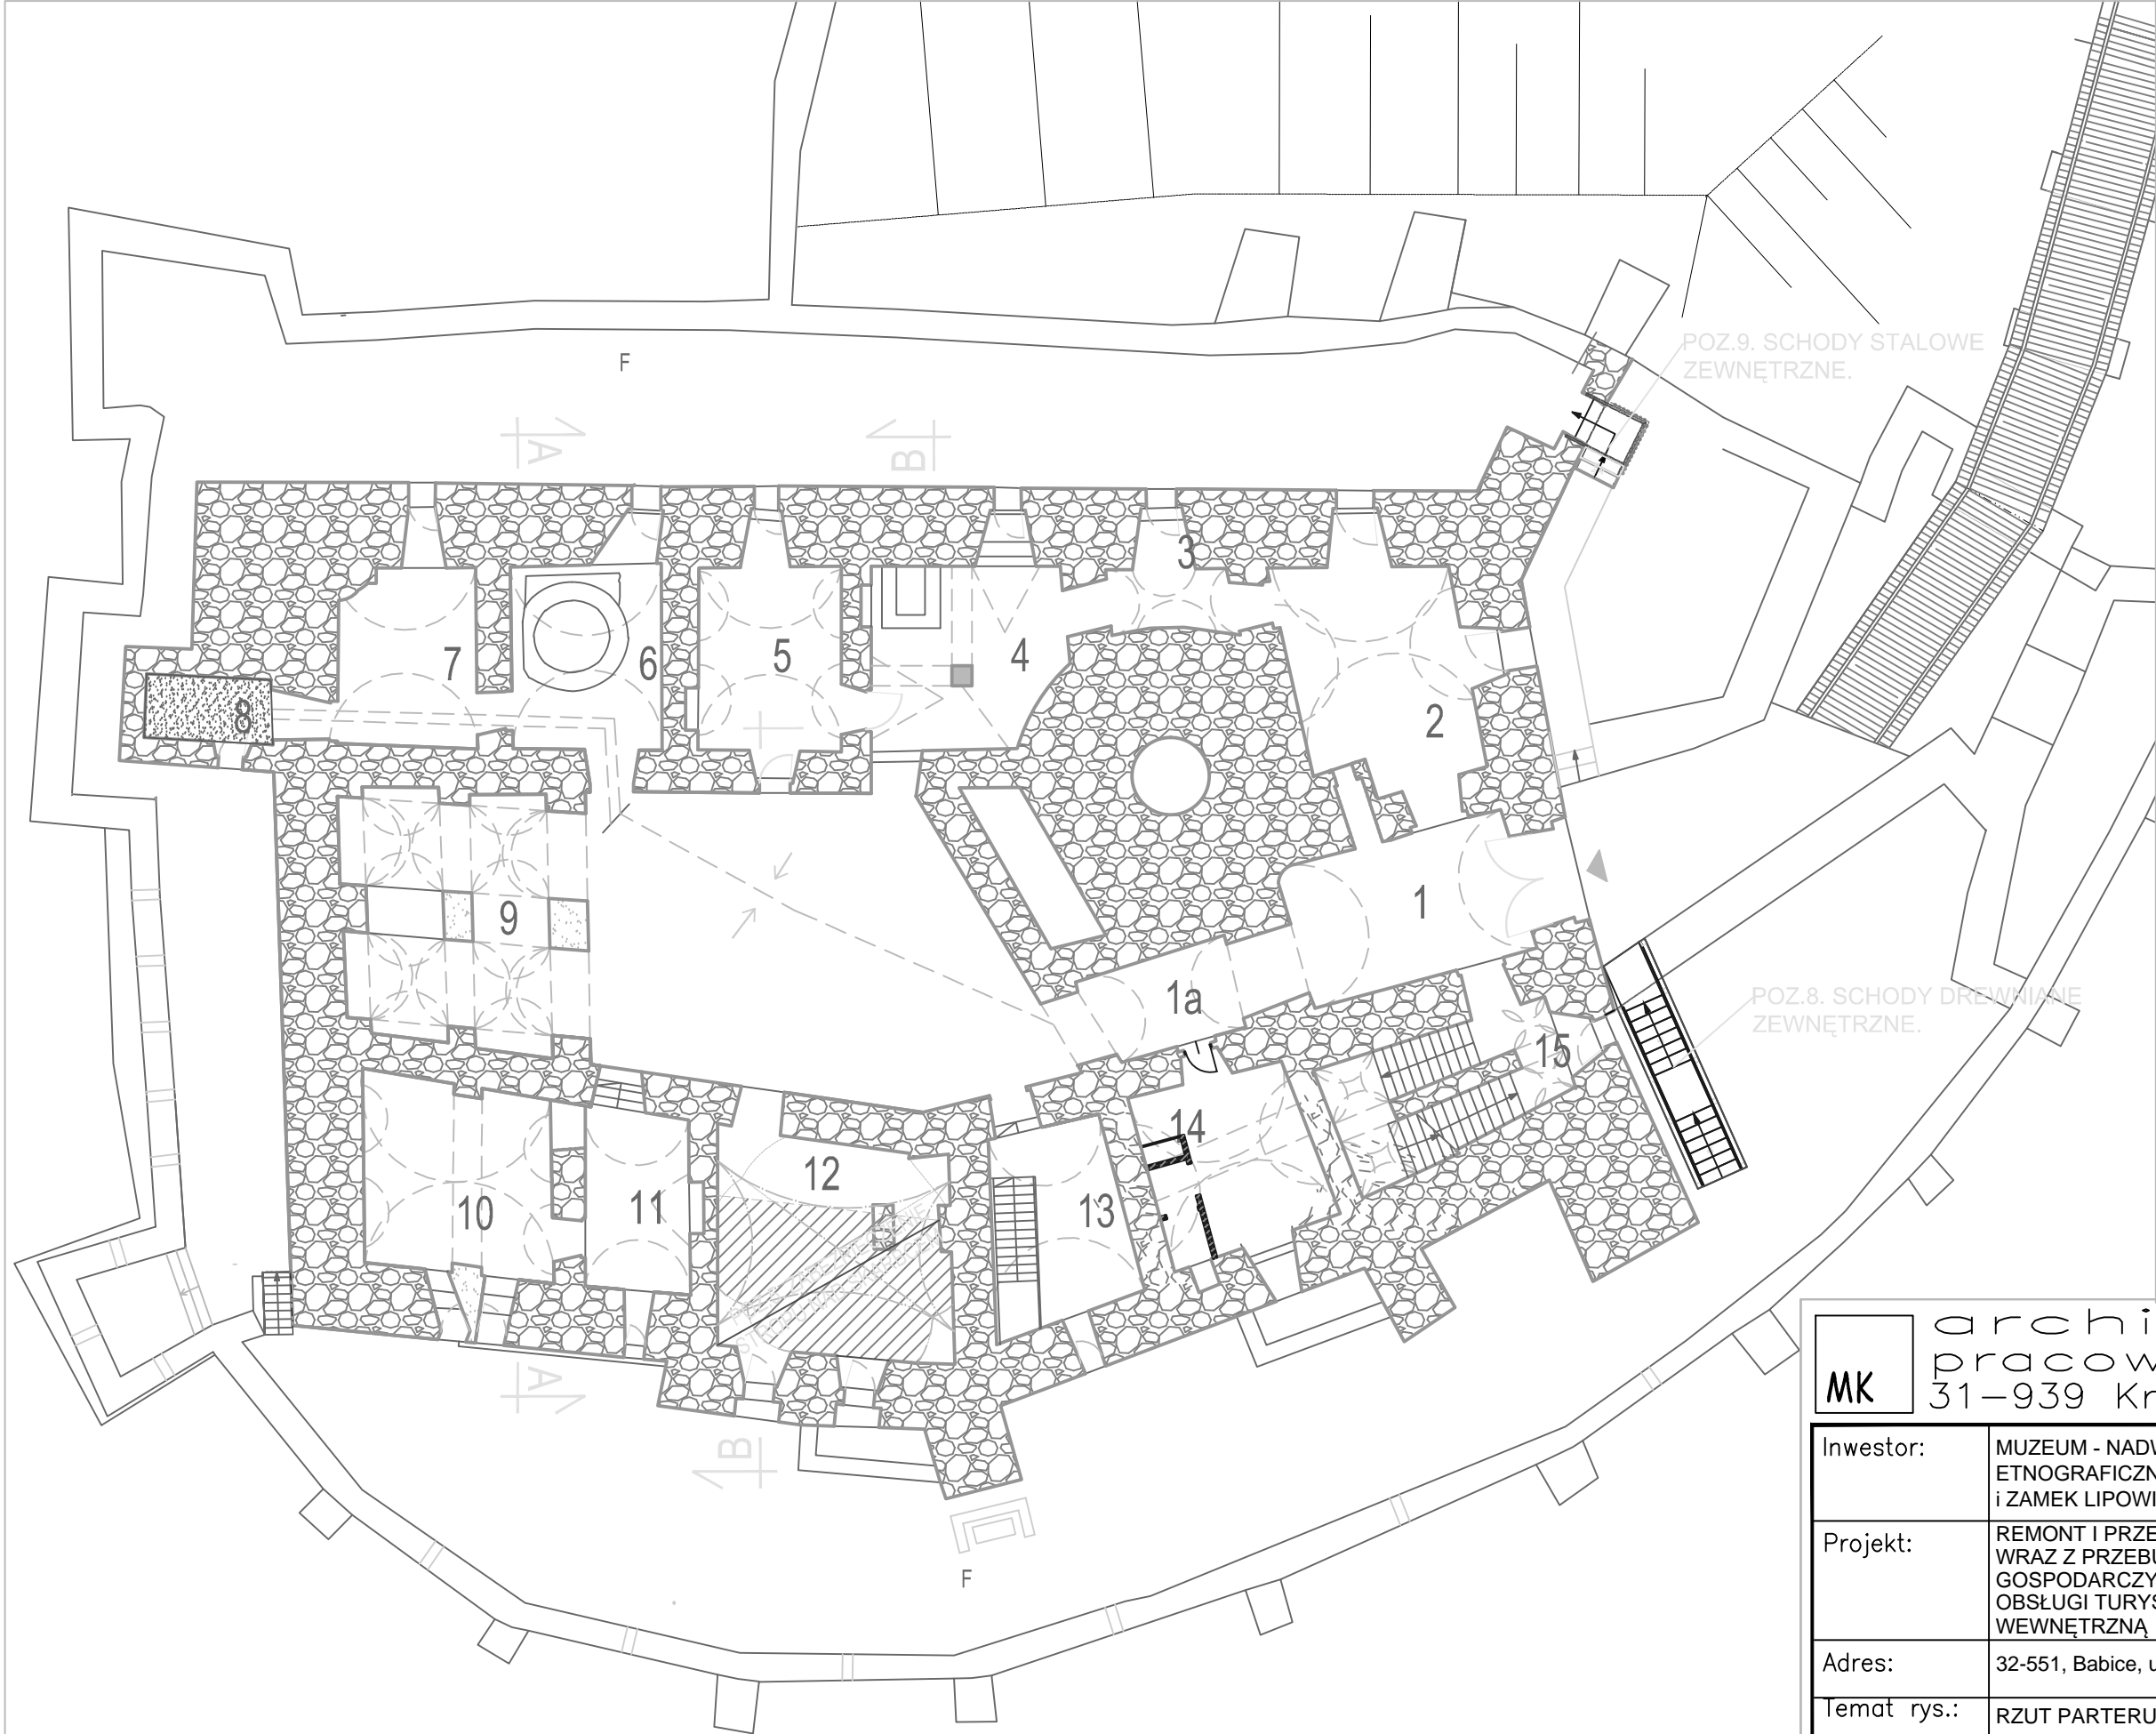 POZ.9. SCHODY STALOWE
ZEWNĘTRZNE.
F
A
B
3
7
6
5
4
8
2
9
1
1a
POZ.8. SCHODY DREWNIANE
ZEWNĘTRZNE.
15
14
12
10
11
13
A
B
F
MK
archi
pracow
31-939 Kr
Inwestor:
MUZEUM - NADW
ETNOGRAFICZN
i ZAMEK LIPOWI
Projekt:
REMONT I PRZE
WRAZ Z PRZEBU
GOSPODARCZY
OBSŁUGI TURYS
WEWNĘTRZNĄ
Adres:
32-551, Babice, u
Temat rys.:
RZUT PARTERU